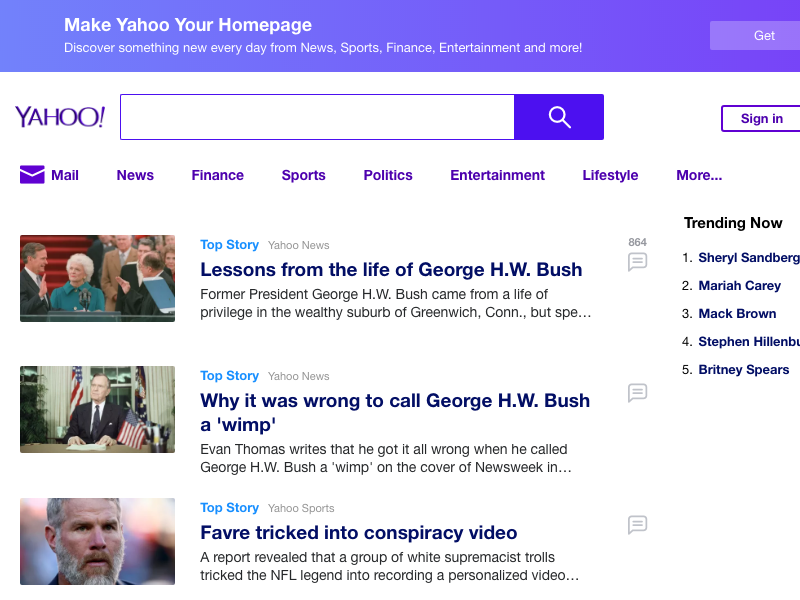 Make Yahoo Your Homepage
Discover something new every day from News, Sports, Finance, Entertainment and more!
Get
YAHOO!
Sign in
Mail
News
Finance
Sports
Politics
Entertainment
Lifestyle
More...
Top Story Yahoo News
864
Lessons from the life of George H.W. Bush
Former President George H.W. Bush came from a life of
privilege in the wealthy suburb of Greenwich, Conn., but spe…
Top Story Yahoo News
Why it was wrong to call George H.W. Bush
a 'wimp'
Evan Thomas writes that he got it all wrong when he called
George H.W. Bush a 'wimp' on the cover of Newsweek in…
Top Story Yahoo Sports
Favre tricked into conspiracy video
A report revealed that a group of white supremacist trolls
tricked the NFL legend into recording a personalized video…
Trending Now
1. Sheryl Sandberg
2. Mariah Carey
3. Mack Brown
4. Stephen Hillenbu
5. Britney Spears